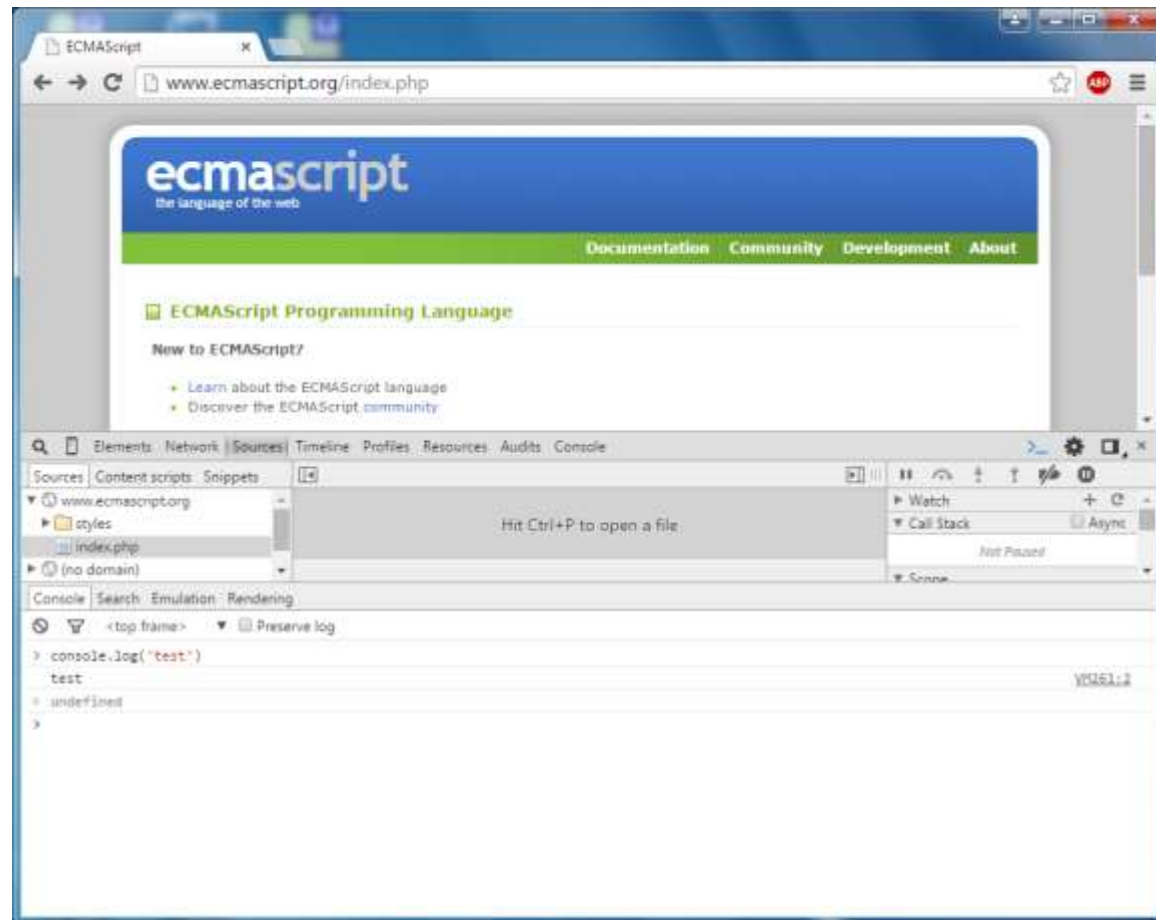 ECMAScript
www.ecmascript.org/index.php
ABP
ecmascript
the language of the web
Documentation Community Development About
ECMAScript Programming Language
New to ECMAScript?
Learn about the ECMAScript language
Discover the ECMAScript community
Elements Network Sources Timeline Profiles Resources Audits Console
Sources Content scripts Snippets
www.ecmascript.org
styles
index.php
(no domain)
Hit Ctrl+P to open a file
Watch
Call Stack Async
Not Paused
Scope
Console Search Emulation Rendering
<top frame> Preserve log
> console.log('test')
test
undefined
>